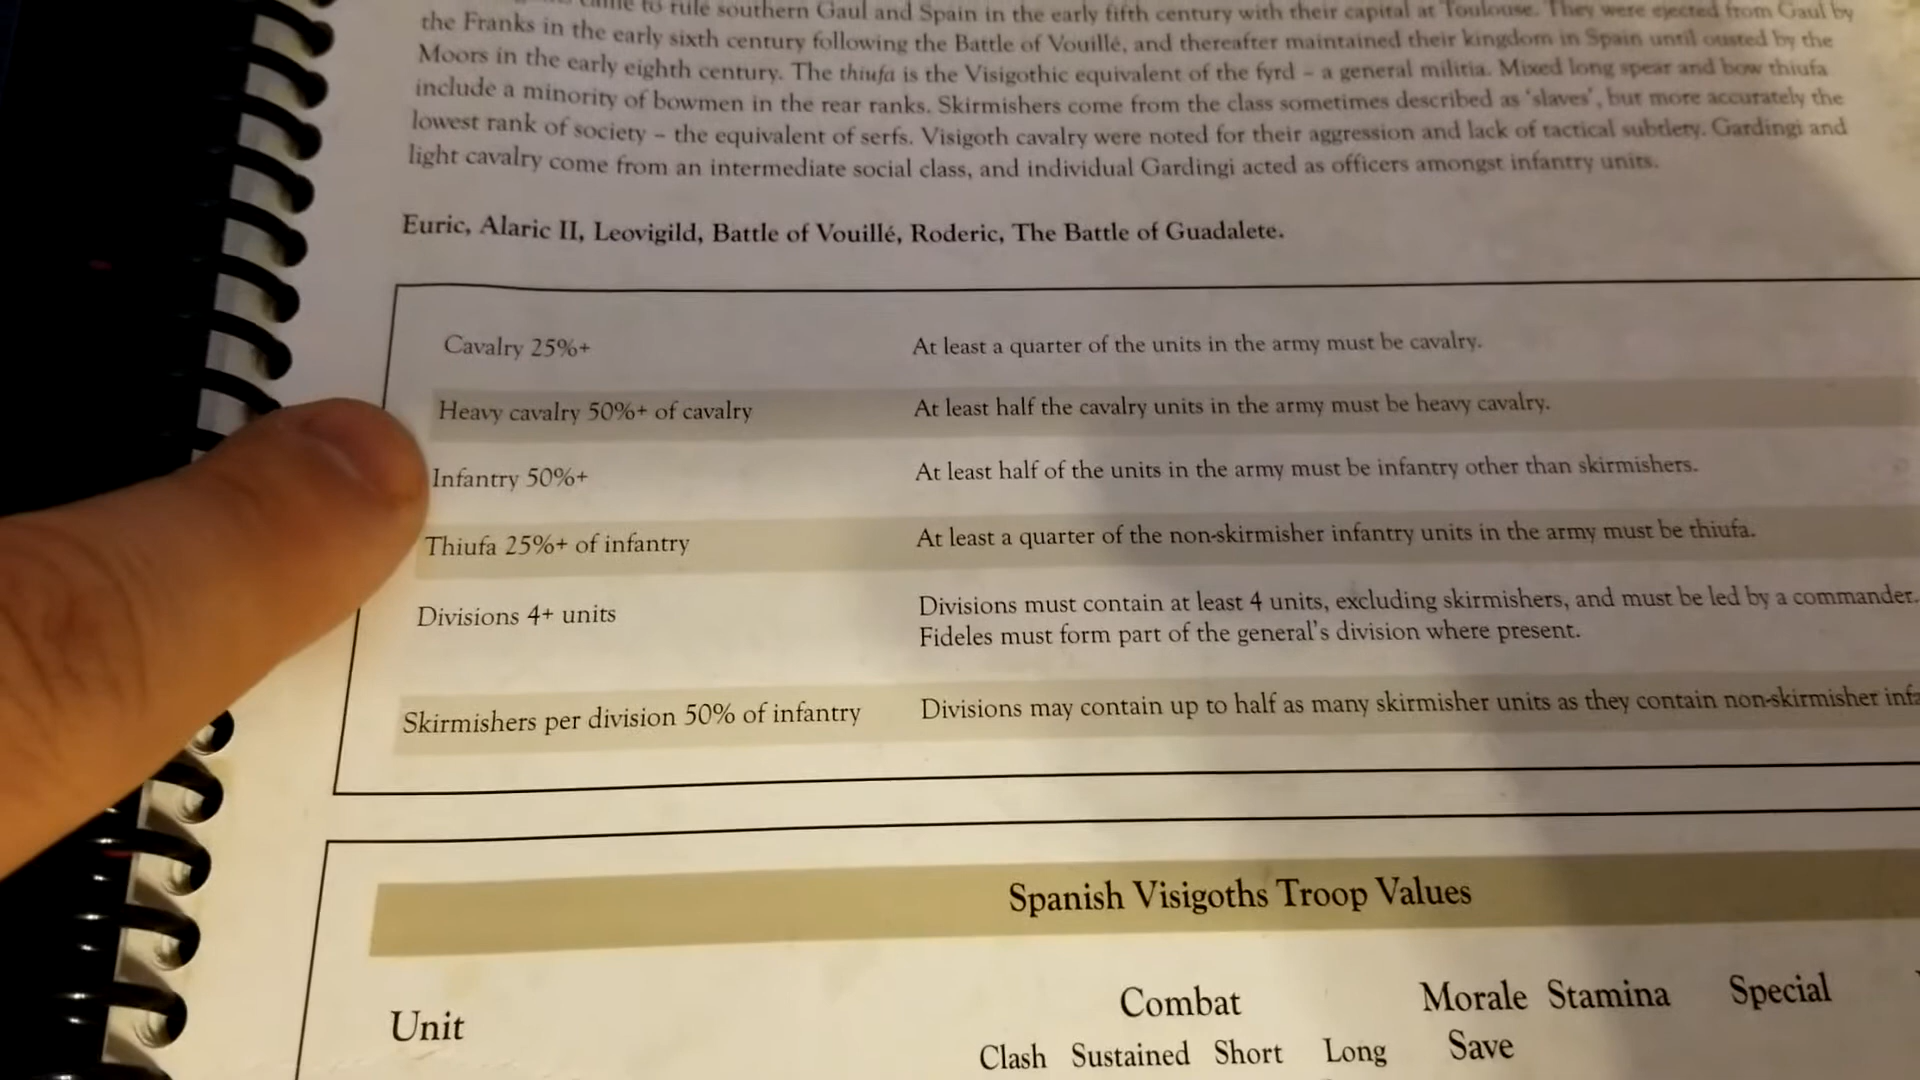 came to rule southern Gaul and Spain in the early fifth century with their capital at Toulouse. They were ejected from Gaul by
the Franks in the early sixth century following the Battle of Vouillé, and thereafter maintained their kingdom in Spain until ousted by the
Moors in the early eighth century. The thiufa is the Visigothic equivalent of the fyrd – a general militia. Mixed long spear and bow thiufa
include a minority of bowmen in the rear ranks. Skirmishers come from the class sometimes described as 'slaves', but more accurately the
lowest rank of society – the equivalent of serfs. Visigoth cavalry were noted for their aggression and lack of tactical subtlety. Gardingi and
light cavalry come from an intermediate social class, and individual Gardingi acted as officers amongst infantry units.
Euric, Alaric II, Leovigild, Battle of Vouillé, Roderic, The Battle of Guadalete.
Cavalry 25%+ At least a quarter of the units in the army must be cavalry.
Heavy cavalry 50%+ of cavalry At least half the cavalry units in the army must be heavy cavalry.
Infantry 50%+ At least half of the units in the army must be infantry other than skirmishers.
Thiufa 25%+ of infantry At least a quarter of the non-skirmisher infantry units in the army must be thiufa.
Divisions 4+ units Divisions must contain at least 4 units, excluding skirmishers, and must be led by a commander.
Fideles must form part of the general's division where present.
Skirmishers per division 50% of infantry Divisions may contain up to half as many skirmisher units as they contain non-skirmisher
Spanish Visigoths Troop Values
Unit Combat Morale Save Stamina Special
Clash Sustained Short Long